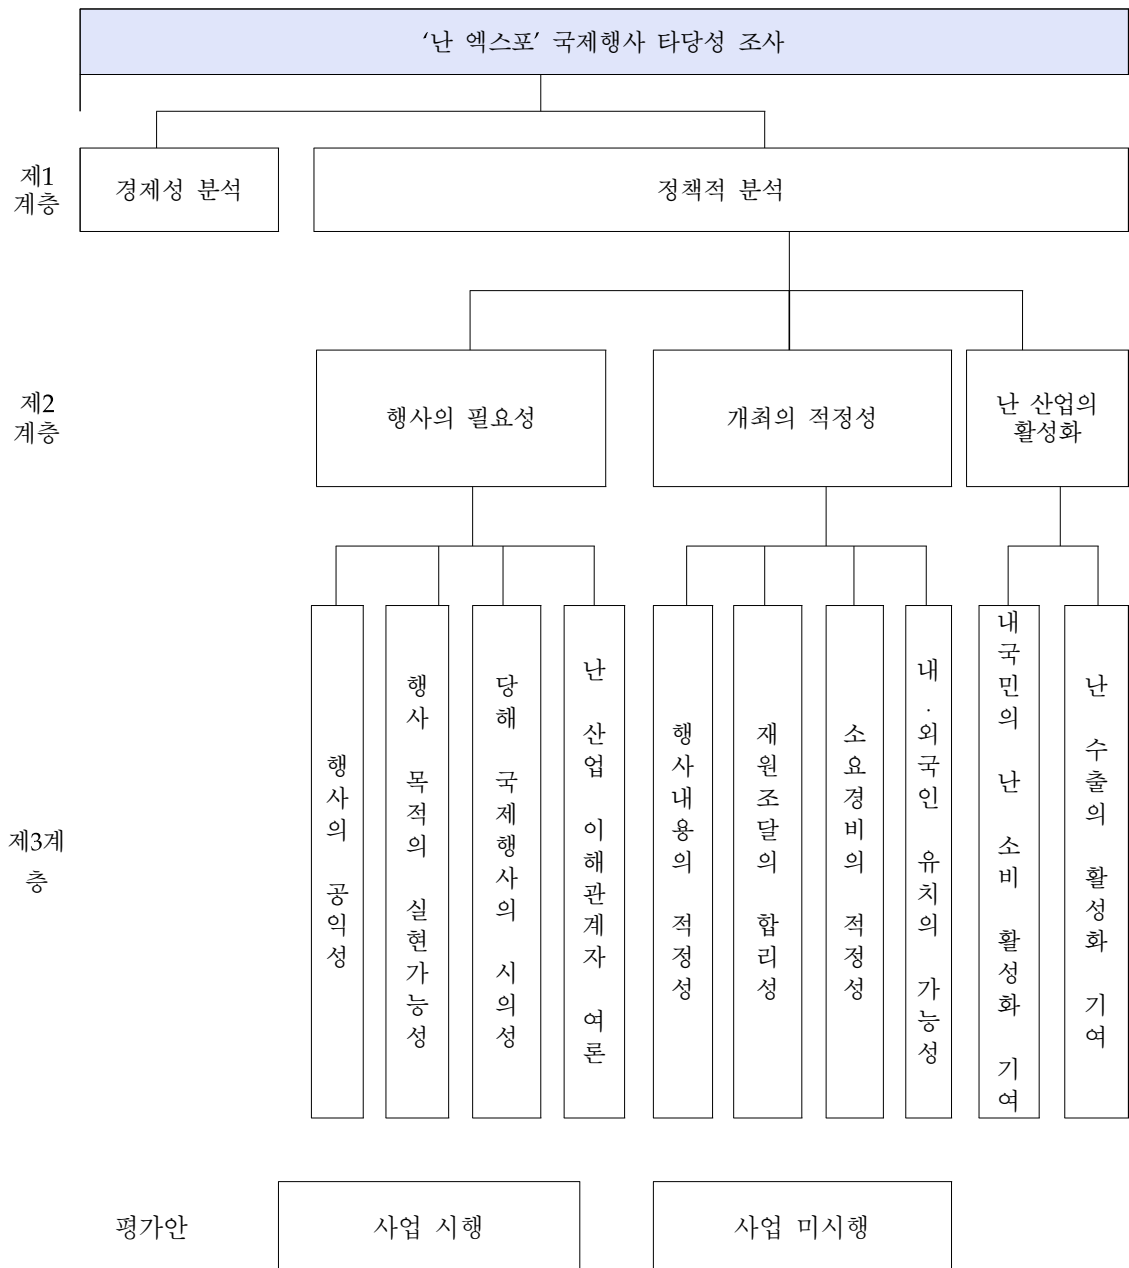 ‘난 엑스포’ 국제행사 타당성 조사
제1
계층
경제성 분석
정책적 분석
제2
계층
행사의 필요성
개최의 적정성
난 산업의
활성화
제3계
층
행사의 공익성
행사 목적의 실현가능성
당해 국제행사의 시의성
난 산업 이해관계자 여론
행사내용의 적정성
재원조달의 합리성
소요경비의 적정성
내·외국인 유치의 가능성
내국민의 난 소비 활성화 기여
난 수출의 활성화 기여
평가안
사업 시행
사업 미시행